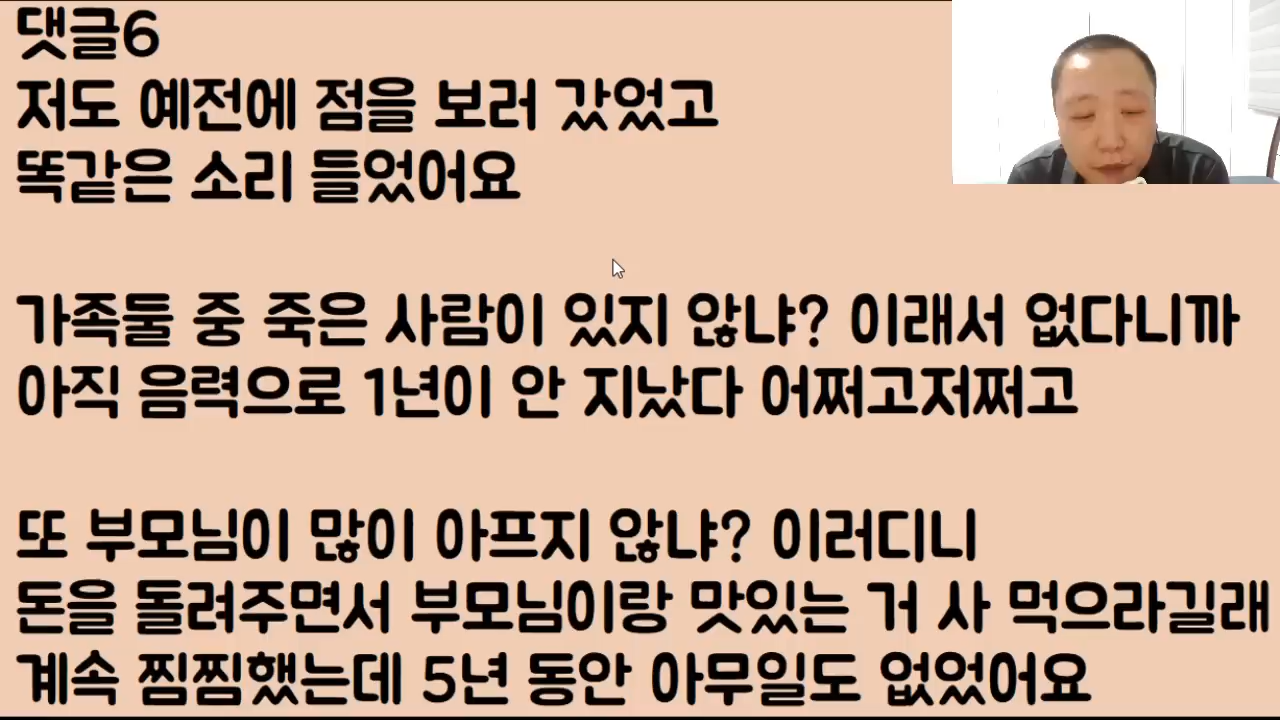 댓글6
저도 예전에 점을 보러 갔었고
똑같은 소리 들었어요
가족둘 중 죽은 사람이 있지 않냐? 이래서 없다니까
아직 음력으로 1년이 안 지났다 어쩌고저쩌고
또 부모님이 많이 아프지 않냐? 이러디니
돈을 돌려주면서 부모님이랑 맛있는 거 사 먹으라길래
계속 찜찜했는데 5년 동안 아무일도 없었어요